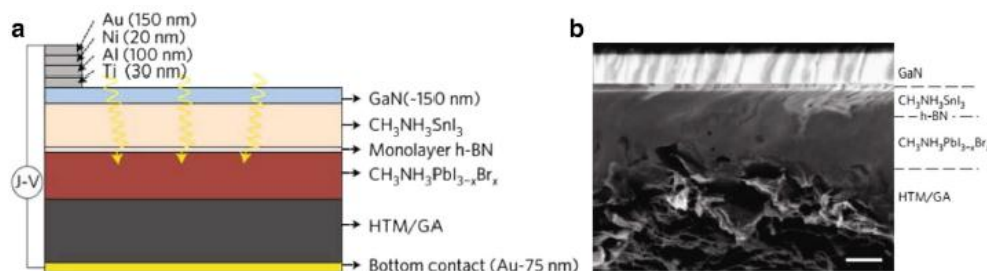 a
Au (150 nm)
Ni (20 nm)
Al (100 nm)
Ti (30 nm)
GaN(-150 nm)
CH₃NH₃SnI₃
Monolayer h-BN
CH₃NH₃PbI₃₋ₓBrₓ
HTM/GA
Bottom contact (Au-75 nm)
J-V
b
GaN
CH₃NH₃SnI₃
h-BN
CH₃NH₃PbI₃₋ₓBrₓ
HTM/GA